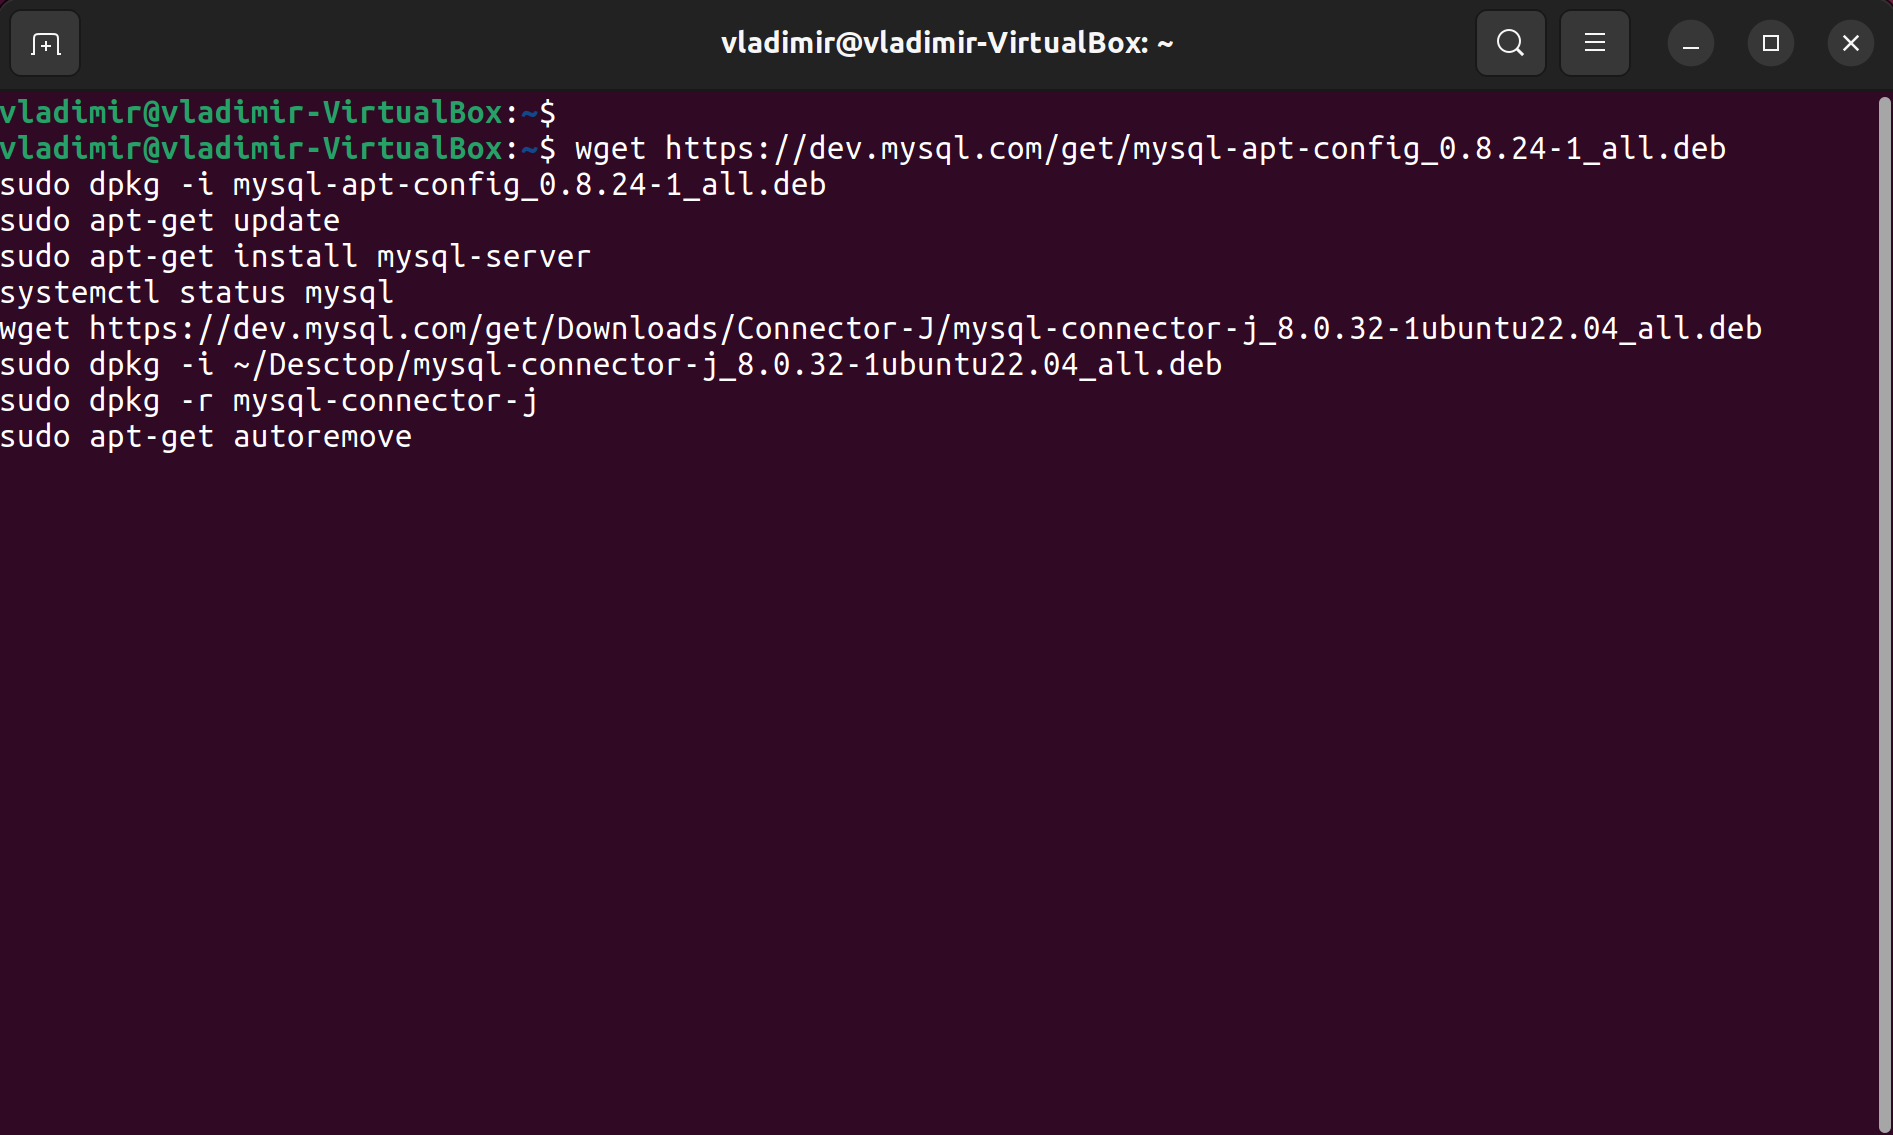 vladimir@vladimir-VirtualBox: ~
vladimir@vladimir-VirtualBox:~$
vladimir@vladimir-VirtualBox:~$ wget https://dev.mysql.com/get/mysql-apt-config_0.8.24-1_all.deb
sudo dpkg -i mysql-apt-config_0.8.24-1_all.deb
sudo apt-get update
sudo apt-get install mysql-server
systemctl status mysql
wget https://dev.mysql.com/get/Downloads/Connector-J/mysql-connector-j_8.0.32-1ubuntu22.04_all.deb
sudo dpkg -i ~/Desctop/mysql-connector-j_8.0.32-1ubuntu22.04_all.deb
sudo dpkg -r mysql-connector-j
sudo apt-get autoremove